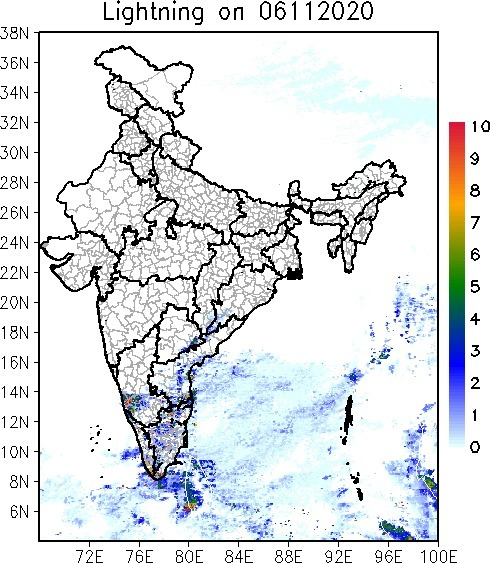 Lightning on 06112020
38N
36N
34N
32N
30N
28N
26N
24N
22N
20N
18N
16N
14N
12N
10N
8N
6N
72E 76E 80E 84E 88E 92E 96E 100E
10
9
8
7
6
5
4
3
2
1
0